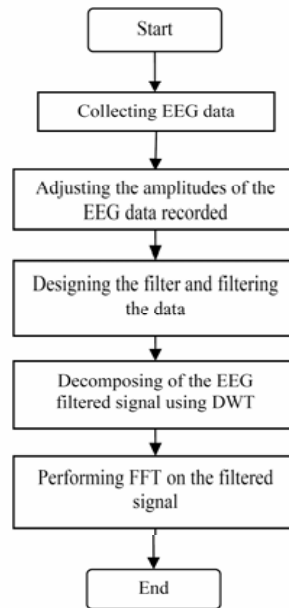 Start
Collecting EEG data
Adjusting the amplitudes of the
EEG data recorded
Designing the filter and filtering
the data
Decomposing of the EEG
filtered signal using DWT
Performing FFT on the filtered
signal
End